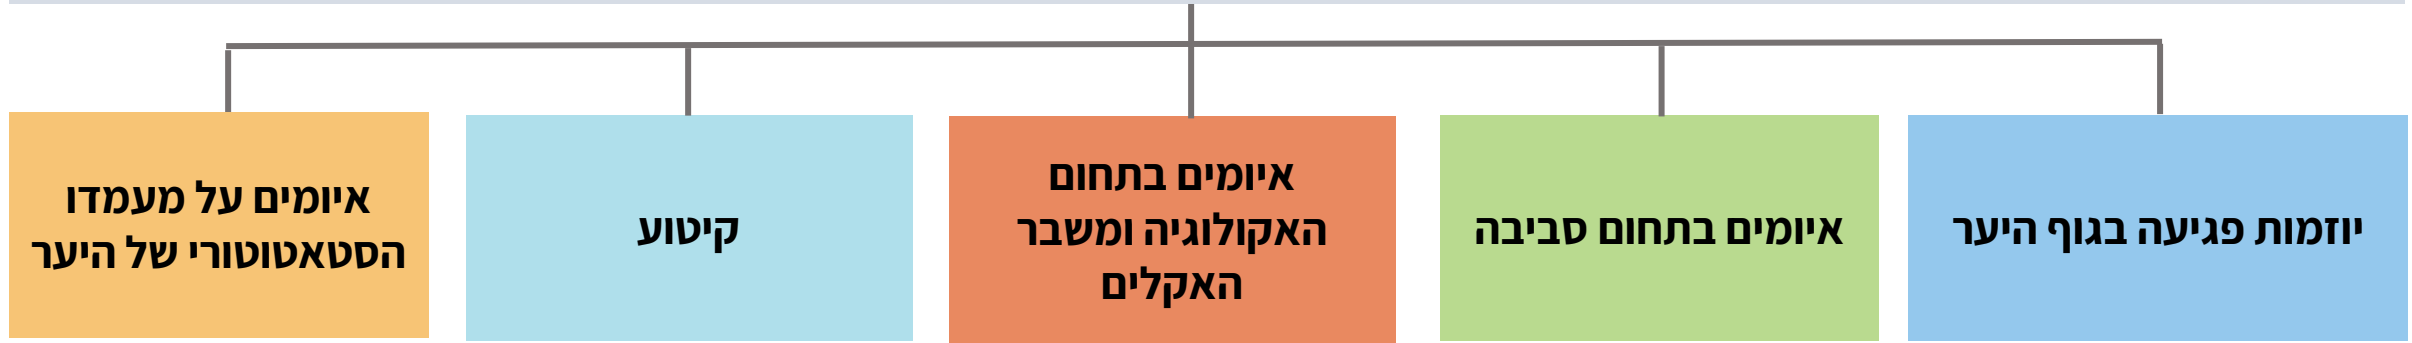 יוזמות פגיעה בגוף היער
איומים בתחום סביבה
איומים בתחום
האקולוגיה ומשבר
האקלים
קיטוע
איומים על מעמדו
הסטאטוטורי של היער